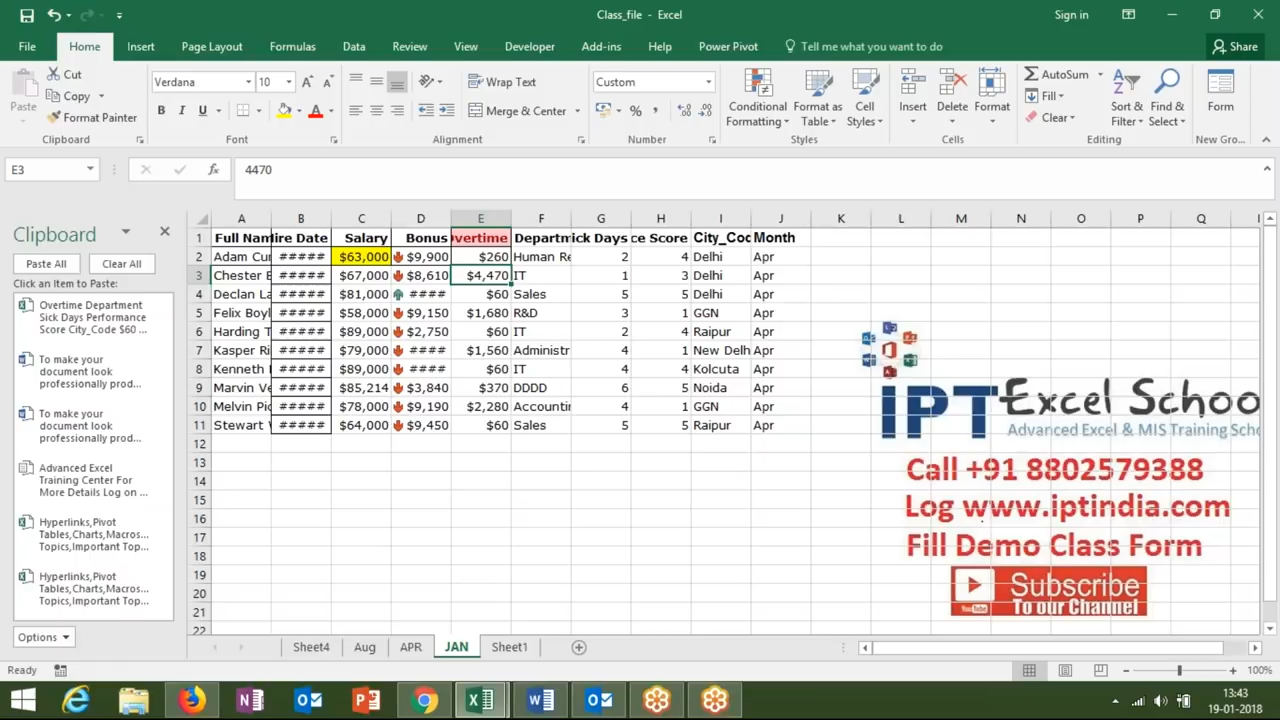 Class_file - Excel
Sign in
File Home Insert Page Layout Formulas Data Review View Developer Add-ins Help Power Pivot Tell me what you want to do Share
Paste
Cut
Copy
Format Painter
Clipboard
Verdana 10
B I U
Font
Wrap Text
Merge & Center
Alignment
Custom
%
Number
Conditional Formatting
Format as Table
Cell Styles
Styles
Insert Delete Format
Cells
AutoSum
Fill
Clear
Sort & Filter
Find & Select
Editing
Form
New Gro...
E3 fx 4470
Clipboard
Paste All Clear All
Click an Item to Paste:
Overtime Department
Sick Days Performance
Score City_Code $60 ...
To make your
document look
professionally prod...
To make your
document look
professionally prod...
Advanced Excel
Training Center For
More Details Log on ...
Hyperlinks,Pivot
Tables,Charts,Macros...
Topics,Important Top...
Hyperlinks,Pivot
Tables,Charts,Macros...
Topics,Important Top...
Options
A B C D E F G H I J K L M N O P Q
1 Full Nam ire Date Salary Bonus vertime Departm ick Days ce Score City_Coc Month
2 Adam Cur ##### $63,000 $9,900 $260 Human Re 2 4 Delhi Apr
3 Chester B ##### $67,000 $8,610 $4,470 IT 1 3 Delhi Apr
4 Declan La ##### $81,000 #### $60 Sales 5 5 Delhi Apr
5 Felix Boyl ##### $58,000 $9,150 $1,680 R&D 3 1 GGN Apr
6 Harding T ##### $89,000 $2,750 $60 IT 2 4 Raipur Apr
7 Kasper Ri ##### $79,000 #### $1,560 Administr 4 1 New Delh Apr
8 Kenneth ##### $89,000 #### $60 IT 4 4 Kolcuta Apr
9 Marvin Ve ##### $85,214 $3,840 $370 DDDD 6 5 Noida Apr
10 Melvin Pic ##### $78,000 $9,190 $2,280 Accountin 4 1 GGN Apr
11 Stewart ##### $64,000 $9,450 $60 Sales 5 5 Raipur Apr
12
13
14
15
16
17
18
19
20
21
22
IPT Excel Schoo
Advanced Excel & MIS Training Scho
Call +91 8802579388
Log www.iptindia.com
Fill Demo Class Form
Subscribe
To our Channel
Sheet4 Aug APR JAN Sheet1
Ready 100%
13:43
19-01-2018